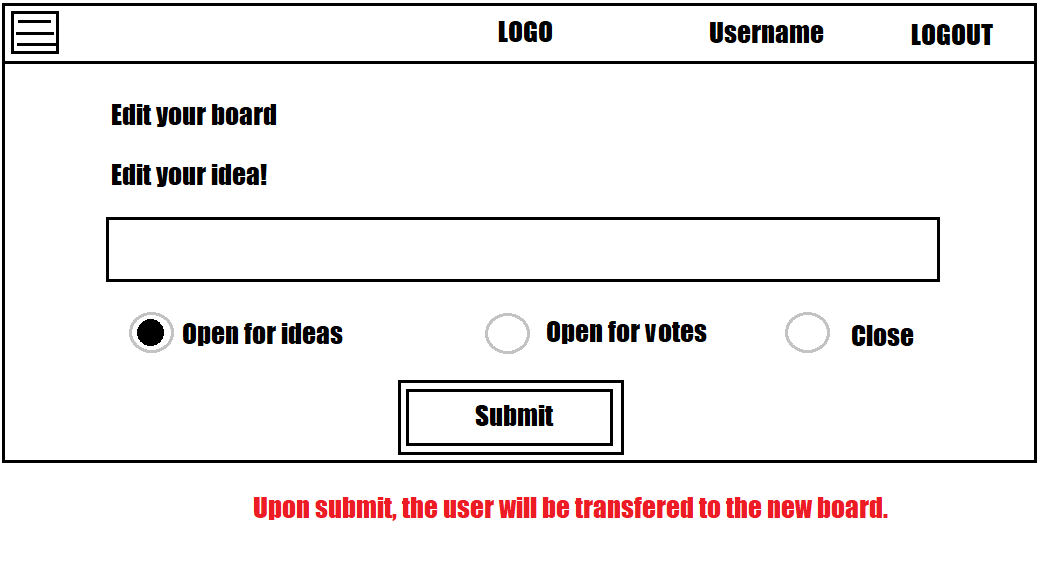 LOGO Username LOGOUT
Edit your board
Edit your idea!
Open for ideas Open for votes Close
Submit
Upon submit, the user will be transfered to the new board.